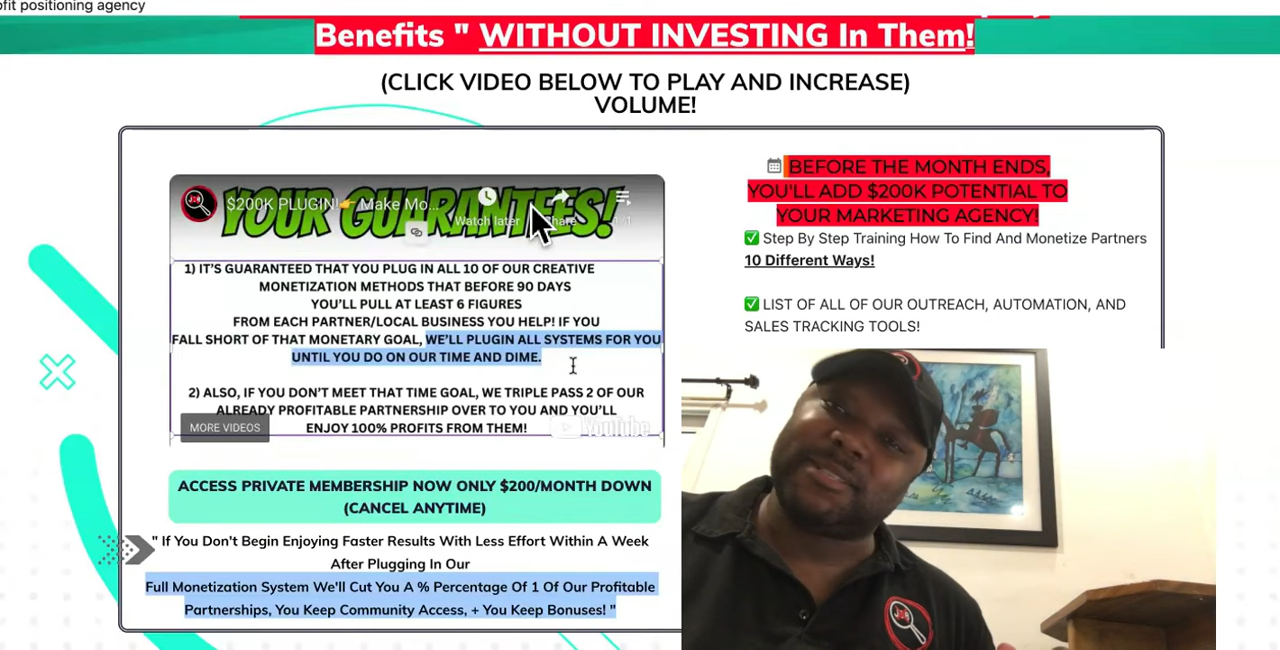 ofit positioning agency
Benefits " WITHOUT INVESTING In Them!
(CLICK VIDEO BELOW TO PLAY AND INCREASE)
VOLUME!
YOUR GUARANTEES!
$200K PLUGIN!👉 Make Mo...
Watch later
Share
1) IT'S GUARANTEED THAT YOU PLUG IN ALL 10 OF OUR CREATIVE
MONETIZATION METHODS THAT BEFORE 90 DAYS
YOU'LL PULL AT LEAST 6 FIGURES
FROM EACH PARTNER/LOCAL BUSINESS YOU HELP! IF YOU
FALL SHORT OF THAT MONETARY GOAL, WE'LL PLUGIN ALL SYSTEMS FOR YOU
UNTIL YOU DO ON OUR TIME AND DIME.
2) ALSO, IF YOU DON'T MEET THAT TIME GOAL, WE TRIPLE PASS 2 OF OUR
ALREADY PROFITABLE PARTNERSHIP OVER TO YOU AND YOU'LL
ENJOY 100% PROFITS FROM THEM!
MORE VIDEOS
YouTube
ACCESS PRIVATE MEMBERSHIP NOW ONLY $200/MONTH DOWN
(CANCEL ANYTIME)
" If You Don't Begin Enjoying Faster Results With Less Effort Within A Week
After Plugging In Our
Full Monetization System We'll Cut You A % Percentage Of 1 Of Our Profitable
Partnerships, You Keep Community Access, + You Keep Bonuses! "
BEFORE THE MONTH ENDS,
YOU'LL ADD $200K POTENTIAL TO
YOUR MARKETING AGENCY!
✅ Step By Step Training How To Find And Monetize Partners
10 Different Ways!
✅ LIST OF ALL OF OUR OUTREACH, AUTOMATION, AND
SALES TRACKING TOOLS!